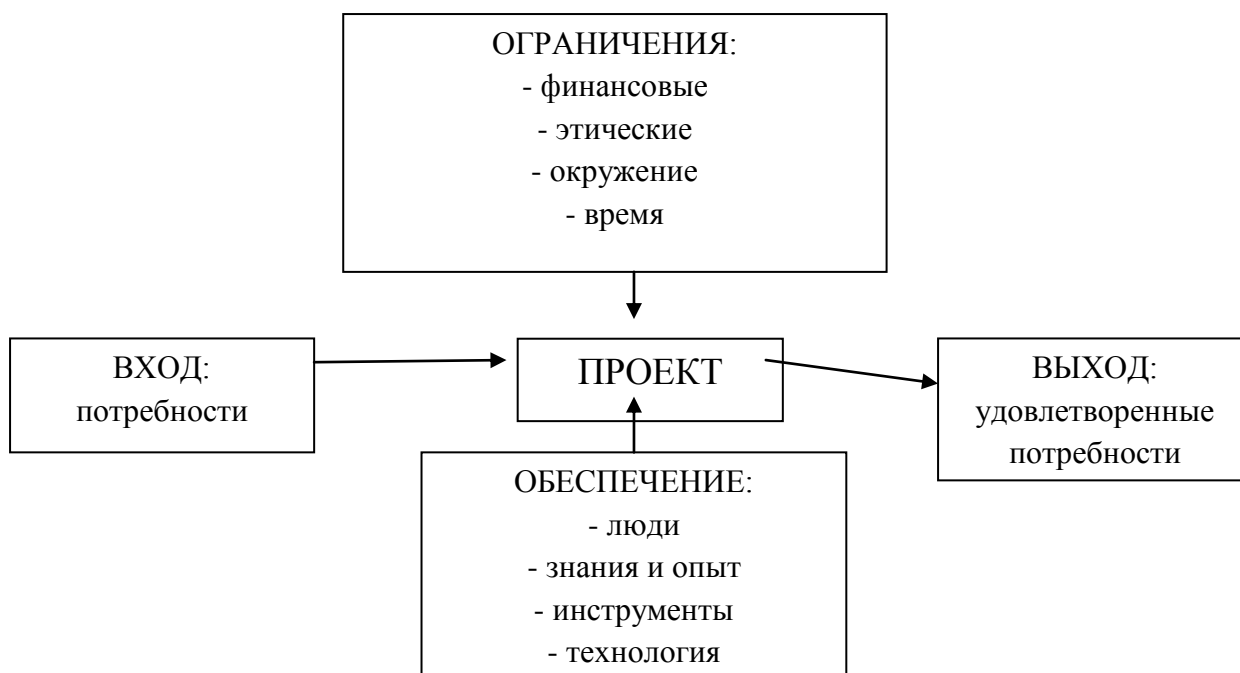 ОГРАНИЧЕНИЯ:
- финансовые
- этические
- окружение
- время
ВХОД:
потребности
ПРОЕКТ
ВЫХОД:
удовлетворенные
потребности
ОБЕСПЕЧЕНИЕ:
- люди
- знания и опыт
- инструменты
- технология